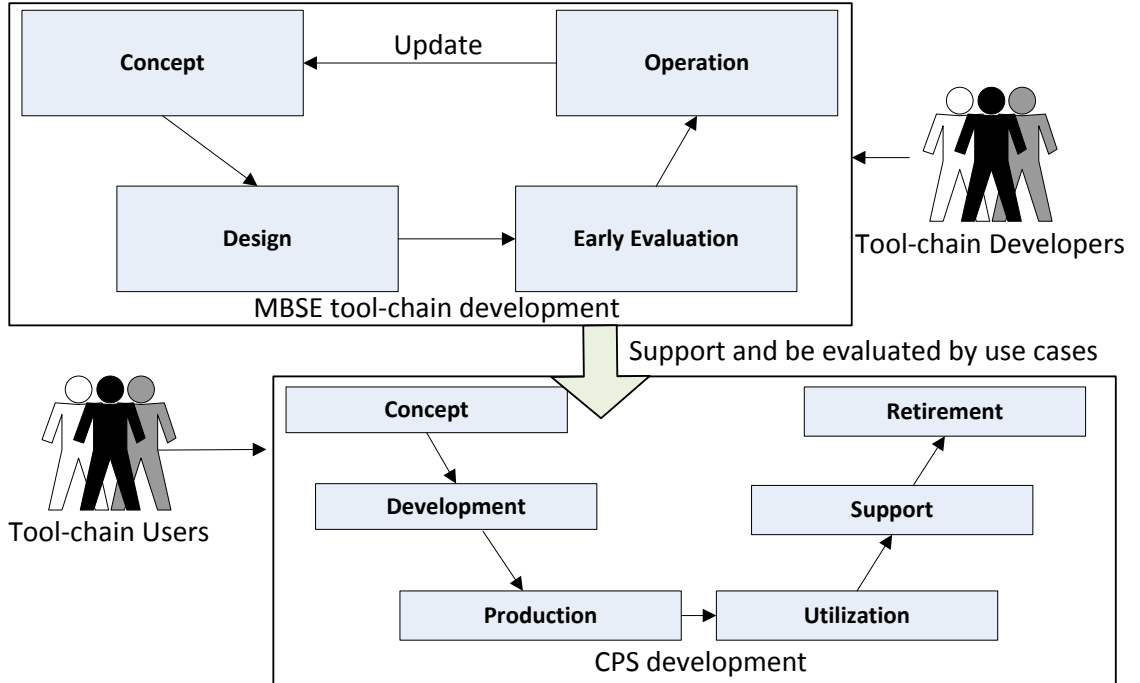 Concept
Update
Operation
Design
Early Evaluation
MBSE tool-chain development
Tool-chain Developers
Support and be evaluated by use cases
Tool-chain Users
Concept
Retirement
Development
Support
Production
Utilization
CPS development